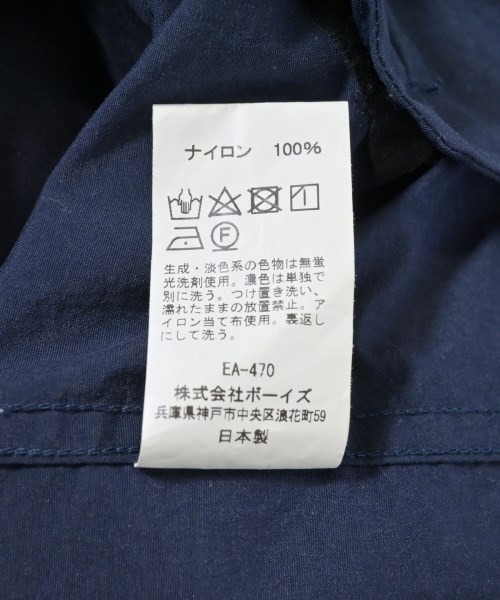 ナイロン 100%
F
生成・淡色系の色物は無蛍
光洗剤使用。濃色は単独で
別に洗う。つけ置き洗い、
濡れたままの放置禁止。ア
イロン当て布使用。裏返し
にして洗う。
EA-470
株式会社ボーイズ
兵庫県神戸市中央区浪花町59
日本製